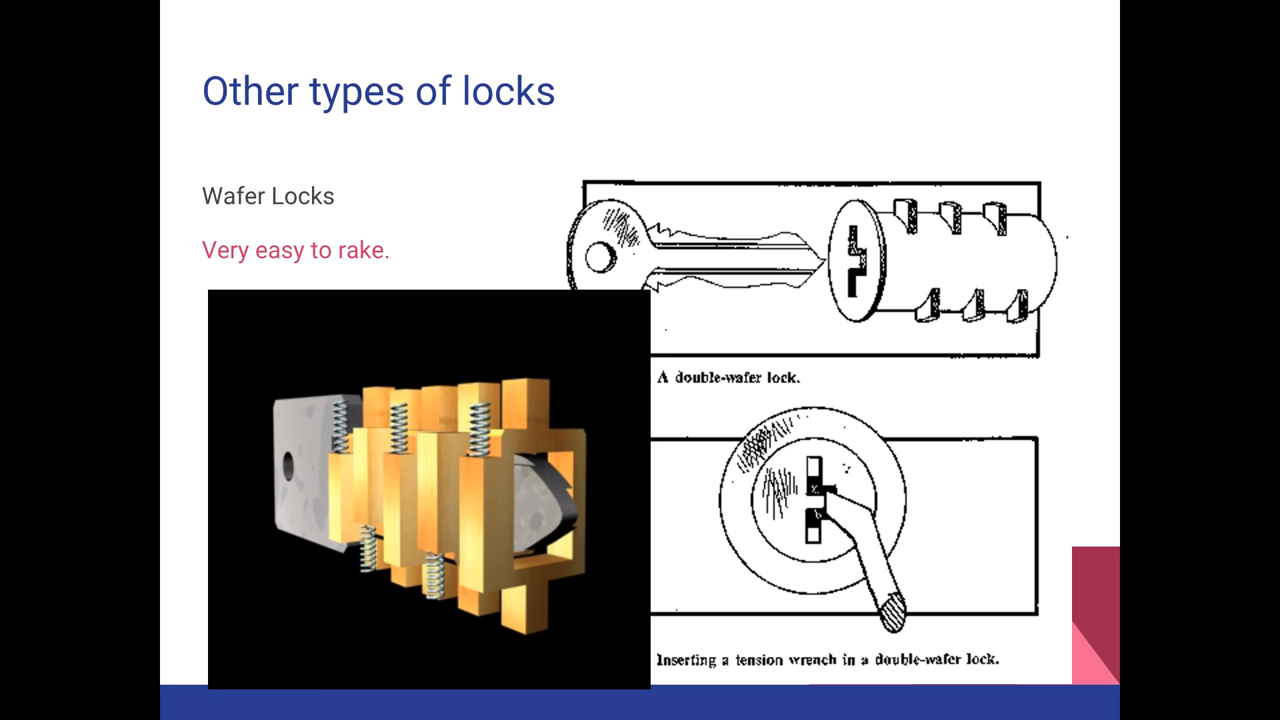 Other types of locks
Wafer Locks
Very easy to rake.
A double-wafer lock.
Inserting a tension wrench in a double-wafer lock.